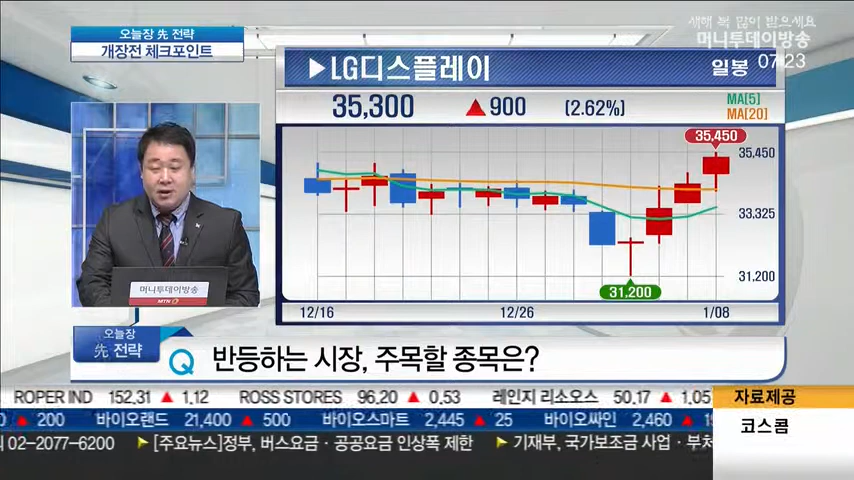 오늘장 先 전략
개장전 체크포인트
새해 복 많이 받으세요
머니투데이방송
07:23
▶LG디스플레이
일봉
35,300 ▲900 (2.62%)
MA[5]
MA[20]
35,450
35,450
33,325
31,200
31,200
12/16 12/26 1/08
머니투데이방송
MTN
오늘장
先 전략
Q 반등하는 시장, 주목할 종목은?
ROPER IND 152,31 ▲ 1,12 ROSS STORES 96,20 ▲ 0,53 레인지 리소오스 50,17 ▲ 1,05
▲ 200 바이오랜드 21,400 ▲ 500 바이오스마트 2,445 ▲ 25 바이오싸인 2,460 ▲
02-2077-6200 ▶[주요뉴스]정부, 버스요금·공공요금 인상폭 제한 ▶기재부, 국가보조금 사업·부처
자료제공
코스콤